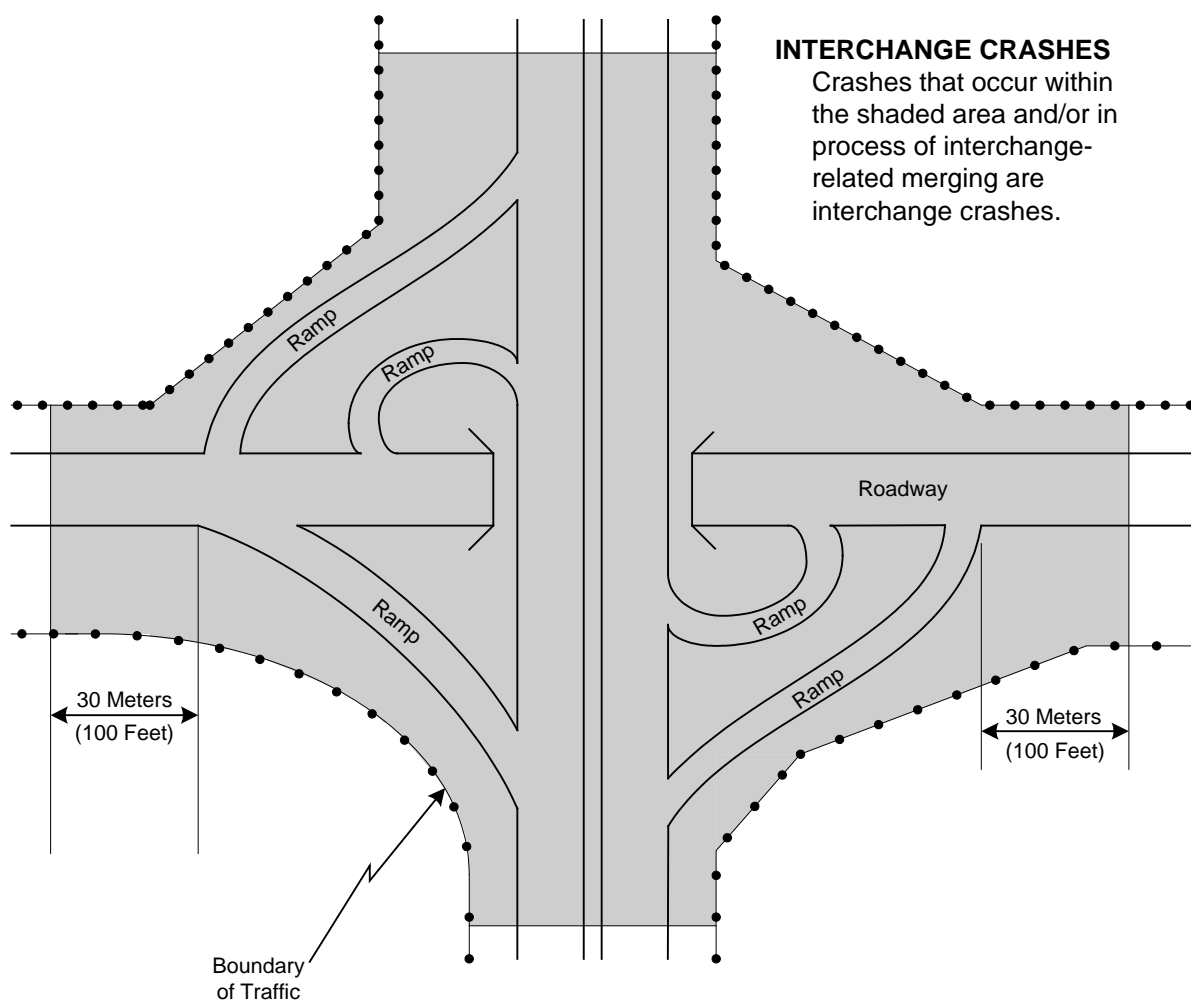 INTERCHANGE CRASHES
Crashes that occur within
the shaded area and/or in
process of interchange-
related merging are
interchange crashes.
Ramp
Ramp
Roadway
Ramp
Ramp
Ramp
30 Meters
(100 Feet)
30 Meters
(100 Feet)
Boundary
of Traffic